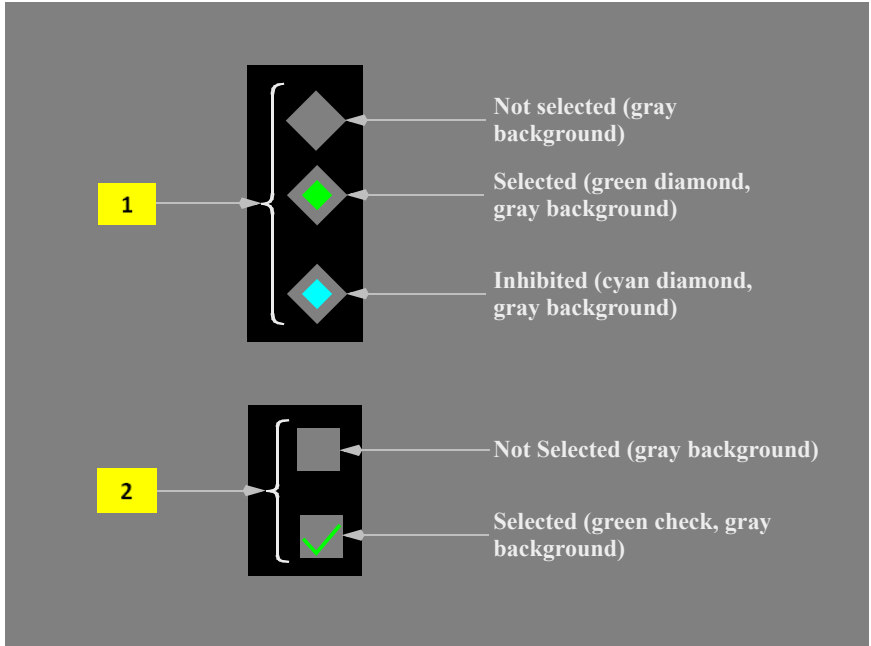 Not selected (gray
background)
Selected (green diamond,
gray background)
1
Inhibited (cyan diamond,
gray background)
Not Selected (gray background)
2
Selected (green check, gray
background)